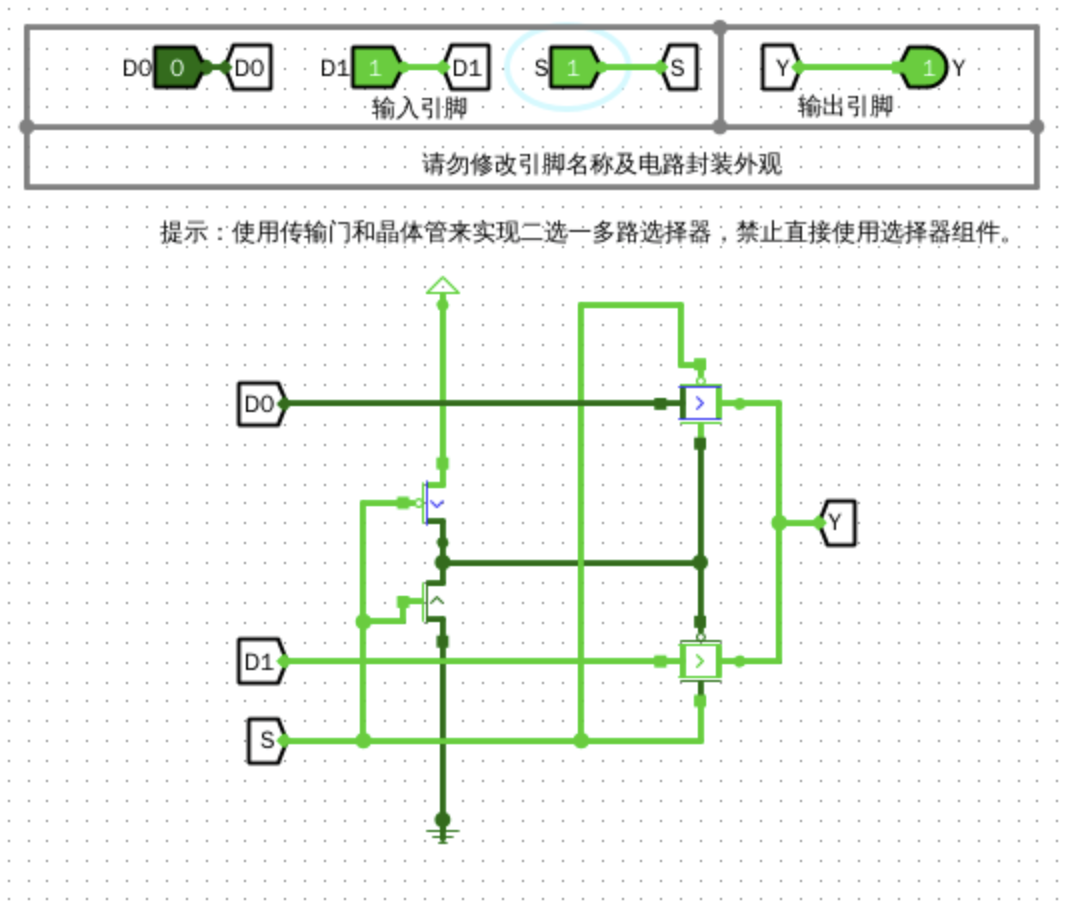 D0 0 D0 D1 1 D1 S 1 S Y 1 Y
输入引脚 输出引脚
请勿修改引脚名称及电路封装外观
提示：使用传输门和晶体管来实现二选一多路选择器，禁止直接使用选择器组件。
D0
Y
D1
S